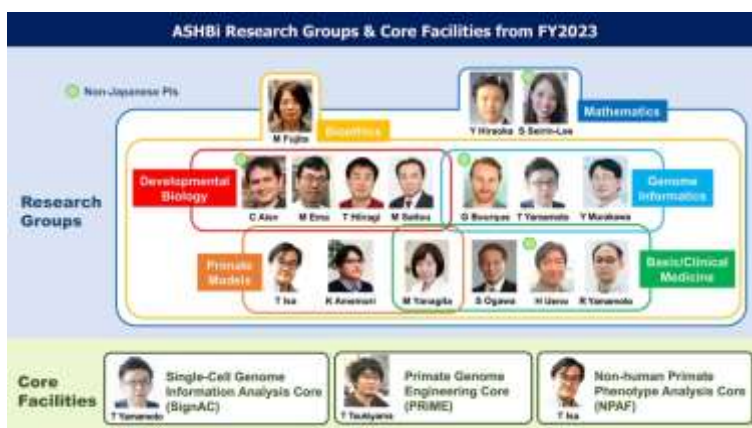 ASHBi Research Groups & Core Facilities from FY2023
Non-Japanese PIs
M Fujita
Bioethics
Y Hiraoka
S Seirin-Lee
Mathematics
Research
Groups
Developmental
Biology
C Alev
M Ema
T Hiiragi
M Saitou
G Bourque
T Yamamoto
Y Murakawa
Genome
Informatics
Primate
Models
T Isa
K Amemori
M Yanagita
S Ogawa
H Ueno
R Yamamoto
Basic/Clinical
Medicine
Core
Facilities
T Yamamoto
Single-Cell Genome
Information Analysis Core
(SignAC)
T Tsukiyama
Primate Genome
Engineering Core
(PRiME)
T Isa
Non-human Primate
Phenotype Analysis Core
(NPAF)